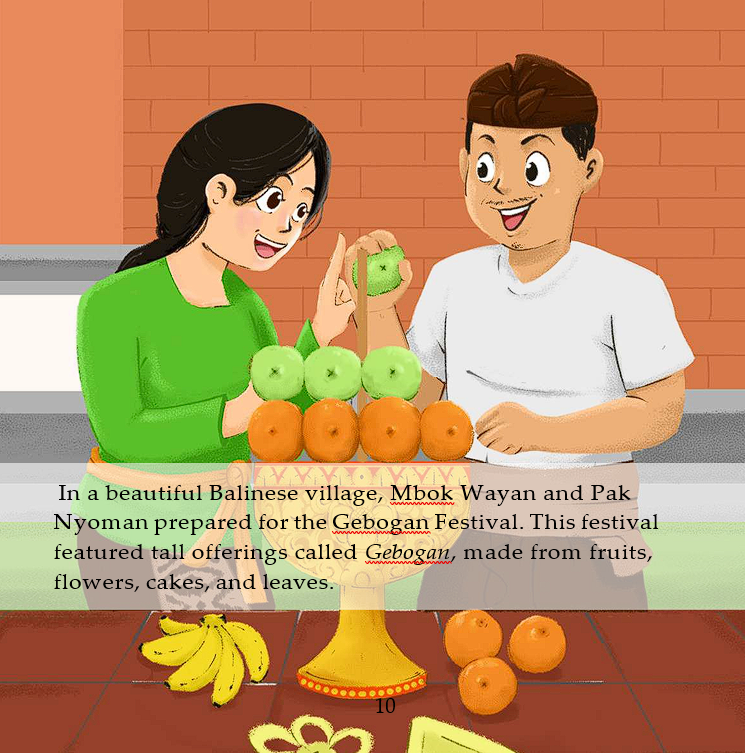 In a beautiful Balinese village, Mbok Wayan and Pak
Nyoman prepared for the Gebogan Festival. This festival
featured tall offerings called Gebogan, made from fruits,
flowers, cakes, and leaves.
10